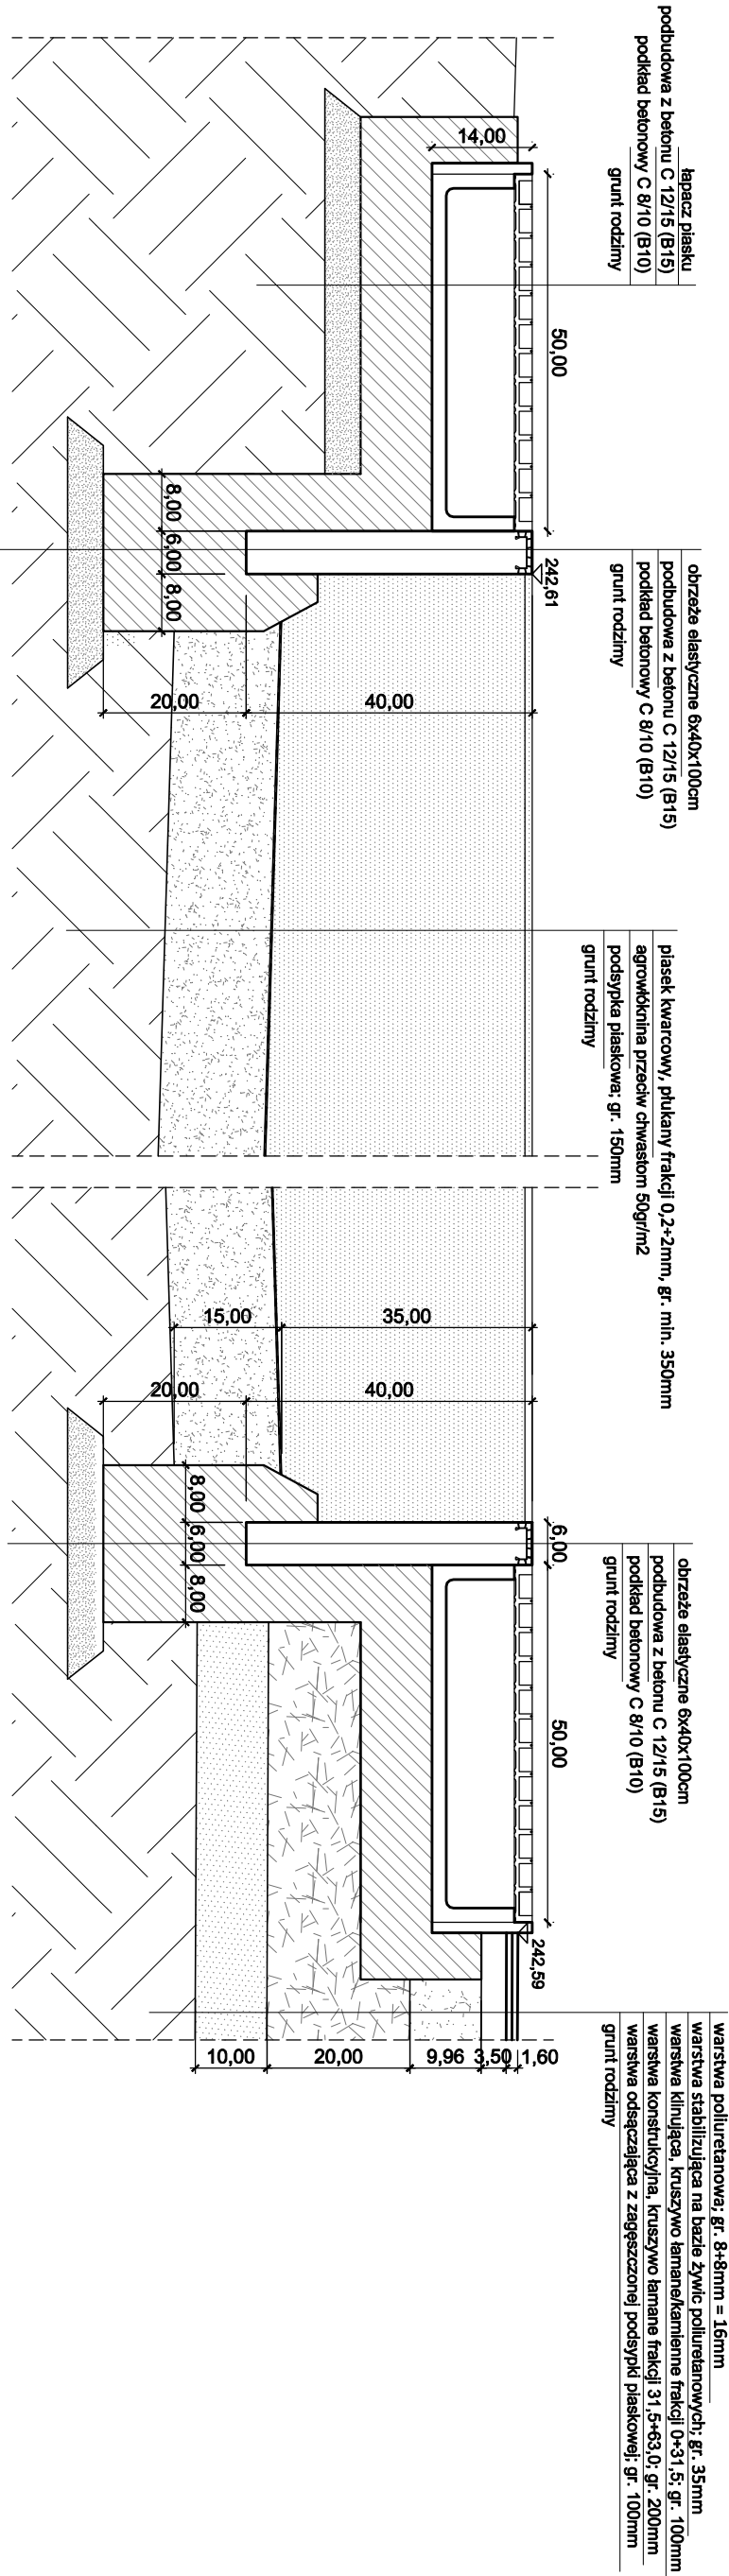 łapacz piasku
podbudowa z betonu C 12/15 (B15)
podkład betonowy C 8/10 (B10)
grunt rodzimy
obrzeże elastyczne 6x40x100cm
podbudowa z betonu C 12/15 (B15)
podkład betonowy C 8/10 (B10)
grunt rodzimy
piasek kwarcowy, płukany frakcji 0,2÷2mm, gr. min. 350mm
agrowłóknina przeciw chwastom 50gr/m2
podsypka piaskowa; gr. 150mm
grunt rodzimy
obrzeże elastyczne 6x40x100cm
podbudowa z betonu C 12/15 (B15)
podkład betonowy C 8/10 (B10)
grunt rodzimy
warstwa poliuretanowa; gr. 8+8mm = 16mm
warstwa stabilizująca na bazie żywic poliuretanowych; gr. 35mm
warstwa klinująca, kruszywo łamane/kamienne frakcji 0÷31,5; gr. 100mm
warstwa konstrukcyjna, kruszywo łamane frakcji 31,5÷63,0; gr. 200mm
warstwa odsączająca z zagęszczonej podsypki piaskowej; gr. 100mm
grunt rodzimy
14,00
50,00
242,61
8,00
6,00
8,00
20,00
40,00
15,00
35,00
20,00
40,00
8,00
6,00
8,00
6,00
50,00
242,59
10,00
20,00
9,96
3,50
1,60